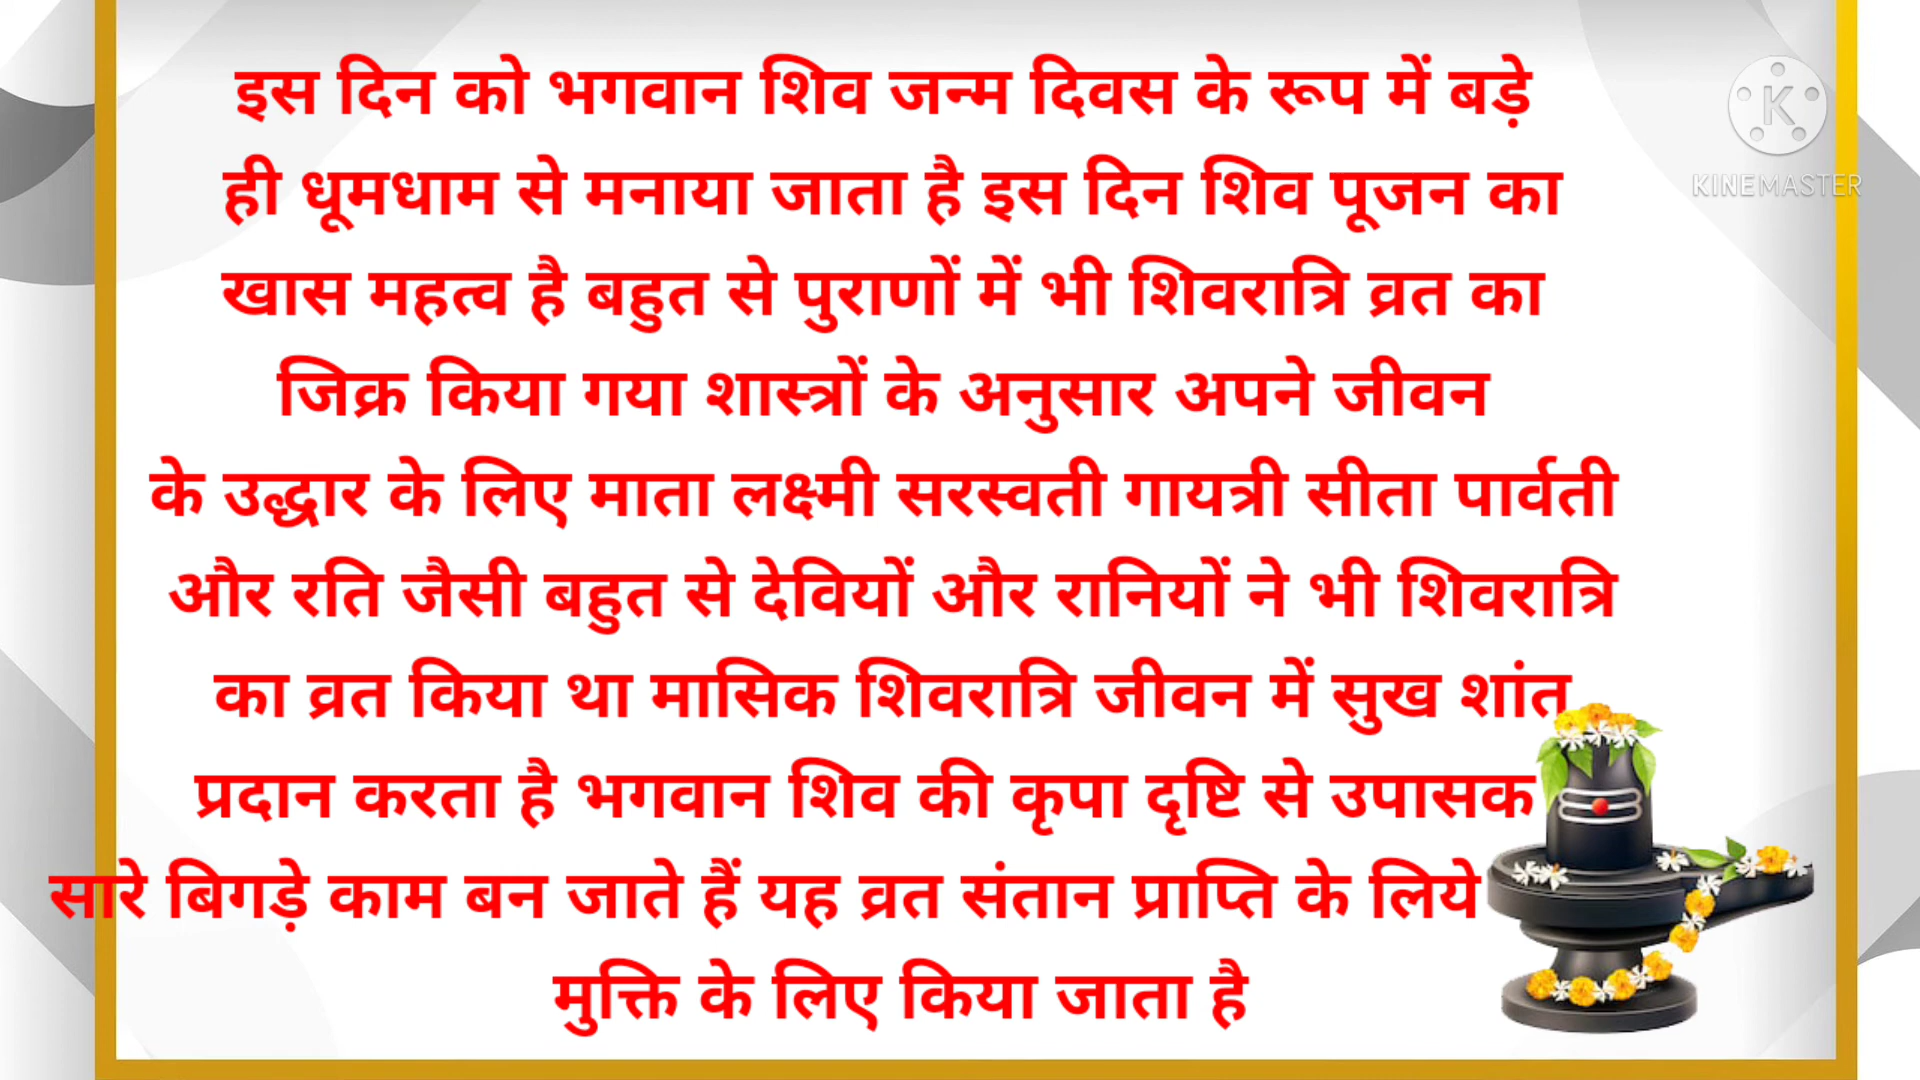 इस दिन को भगवान शिव जन्म दिवस के रूप में बड़े
ही धूमधाम से मनाया जाता है इस दिन शिव पूजन का
खास महत्व है बहुत से पुराणों में भी शिवरात्रि व्रत का
जिक्र किया गया शास्त्रों के अनुसार अपने जीवन
के उद्धार के लिए माता लक्ष्मी सरस्वती गायत्री सीता पार्वती
और रति जैसी बहुत से देवियों और रानियों ने भी शिवरात्रि
का व्रत किया था मासिक शिवरात्रि जीवन में सुख शांत
प्रदान करता है भगवान शिव की कृपा दृष्टि से उपासक
सारे बिगड़े काम बन जाते हैं यह व्रत संतान प्राप्ति के लिये
मुक्ति के लिए किया जाता है
K
KINEMASTER